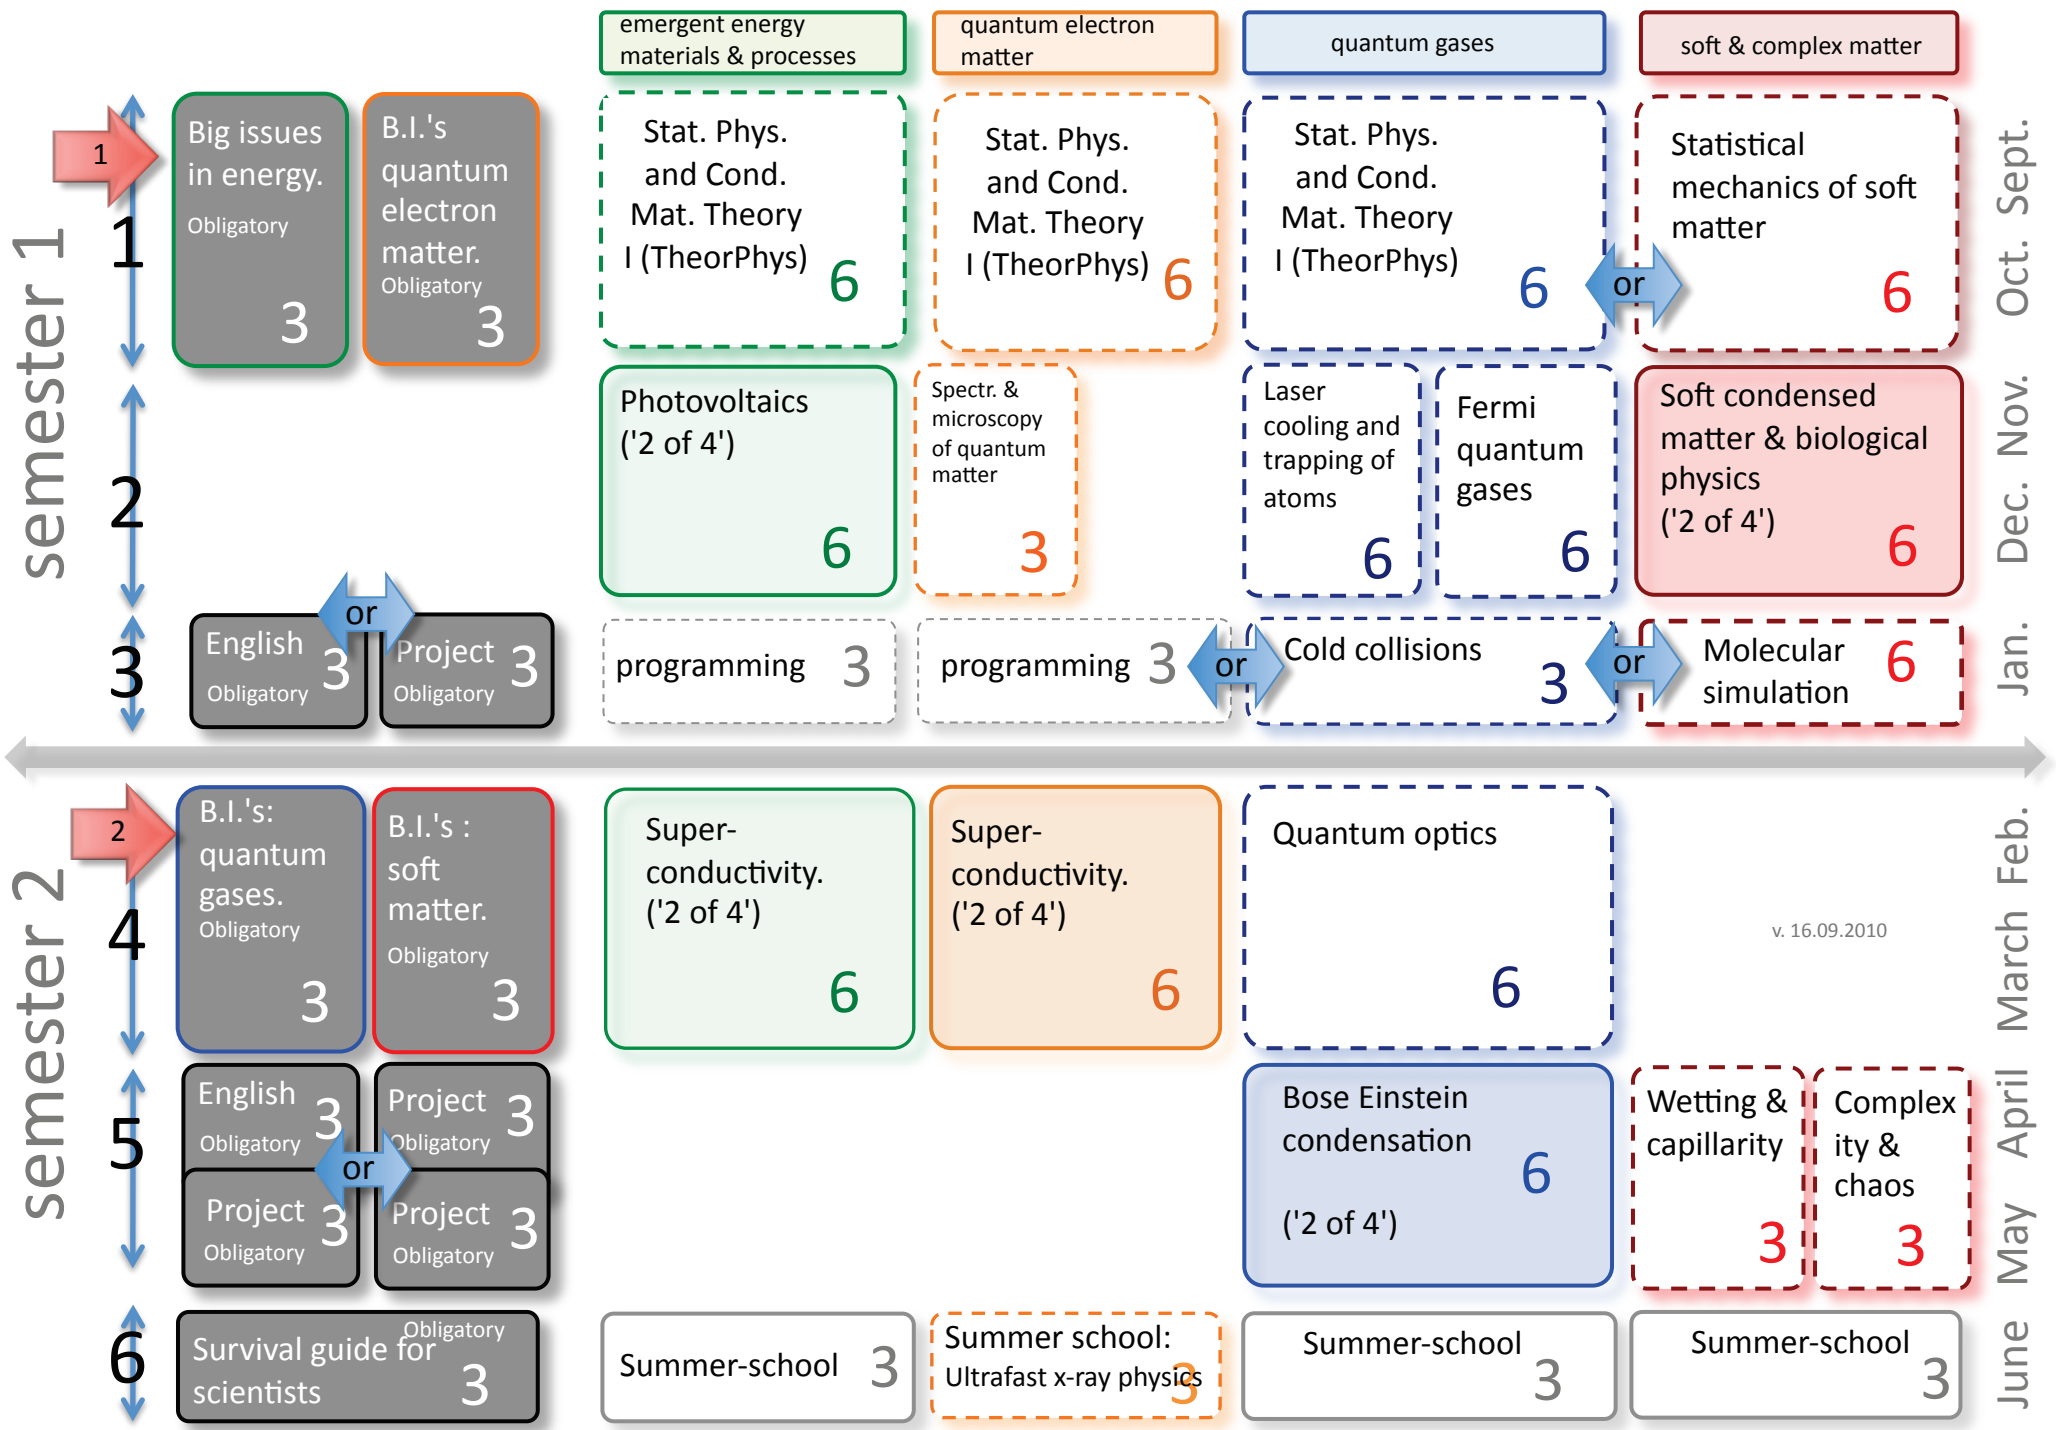 emergent energy
materials & processes
quantum electron
matter
quantum gases
soft & complex matter
semester 1
1
1
Big issues
in energy.
Obligatory
3
B.I.'s
quantum
electron
matter.
Obligatory
3
Stat. Phys.
and Cond.
Mat. Theory
I (TheorPhys)
6
Stat. Phys.
and Cond.
Mat. Theory
I (TheorPhys)
6
Stat. Phys.
and Cond.
Mat. Theory
I (TheorPhys)
6
or
Statistical
mechanics of soft
matter
6
Oct. Sept.
2
Photovoltaics
('2 of 4')
6
Spectr. &
microscopy
of quantum
matter
3
Laser
cooling and
trapping of
atoms
6
Fermi
quantum
gases
6
Soft condensed
matter & biological
physics
('2 of 4')
6
Dec. Nov.
3
English
3
Obligatory
or
Project
3
Obligatory
programming
3
programming
3
or
Cold collisions
3
or
Molecular
simulation
6
Jan.
semester 2
2
4
B.I.'s:
quantum
gases.
Obligatory
3
B.I.'s :
soft
matter.
Obligatory
3
Super-
conductivity.
('2 of 4')
6
Super-
conductivity.
('2 of 4')
6
Quantum optics
6
v. 16.09.2010
March Feb.
5
English
3
Obligatory
Project
3
Obligatory
or
Project
3
Obligatory
Project
3
Obligatory
Bose Einstein
condensation
6
('2 of 4')
Wetting &
capillarity
3
Complex
ity &
chaos
3
May April
6
Obligatory
Survival guide for
scientists
3
Summer-school
3
Summer school:
Ultrafast x-ray physics
3
Summer-school
3
Summer-school
3
June